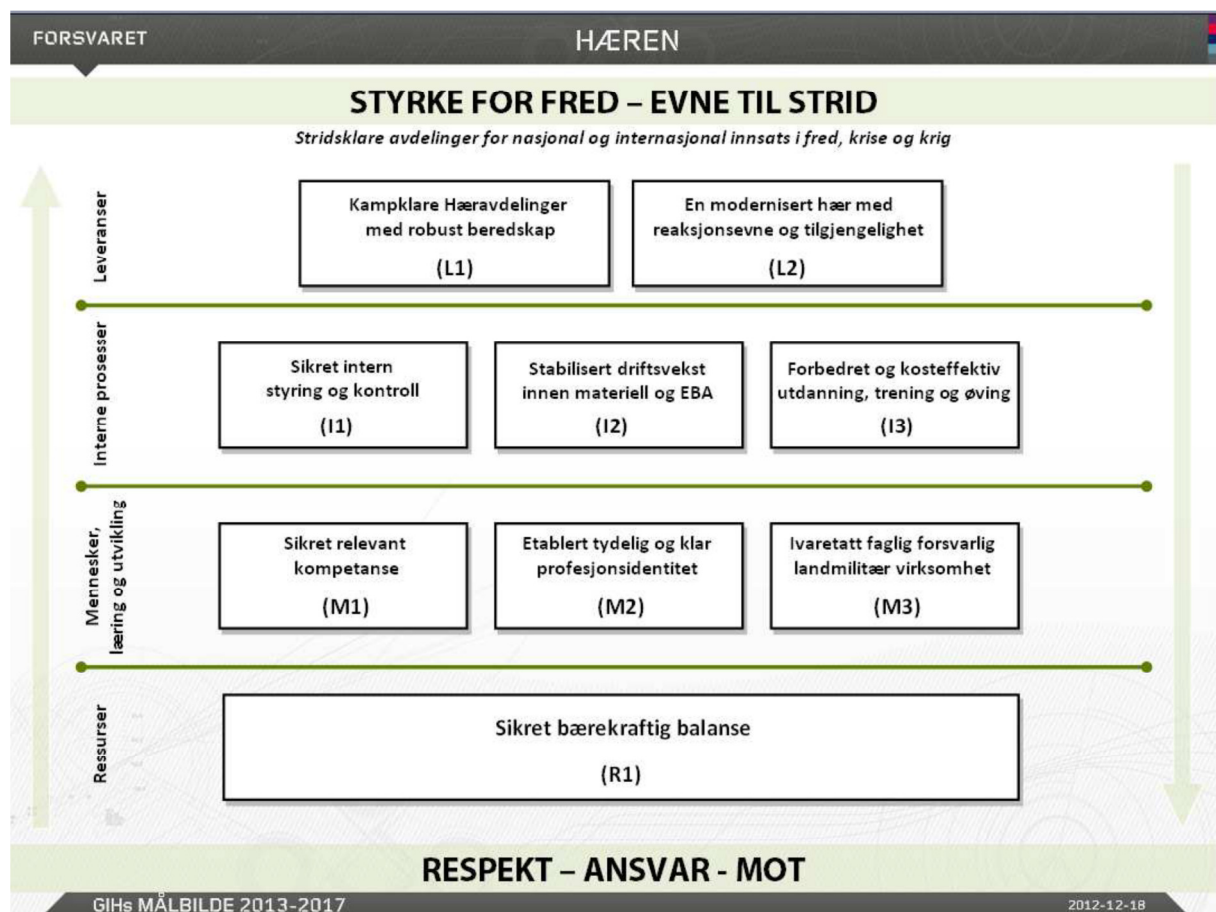 FORSVARET
HÆREN
STYRKE FOR FRED – EVNE TIL STRID
Stridsklare avdelinger for nasjonal og internasjonal innsats i fred, krise og krig
Leveranser
Kampklare Hæravdelinger
med robust beredskap
(L1)
En modernisert hær med
reaksjonsevne og tilgjengelighet
(L2)
Interne prosesser
Sikret intern
styring og kontroll
(I1)
Stabilisert driftsvekst
innen materiell og EBA
(I2)
Forbedret og kosteffektiv
utdanning, trening og øving
(I3)
Mennesker,
læring og utvikling
Sikret relevant
kompetanse
(M1)
Etablert tydelig og klar
profesjonsidentitet
(M2)
Ivaretatt faglig forsvarlig
landmilitær virksomhet
(M3)
Ressurser
Sikret bærekraftig balanse
(R1)
RESPEKT – ANSVAR - MOT
GIHs MÅLBILDE 2013-2017
2012-12-18